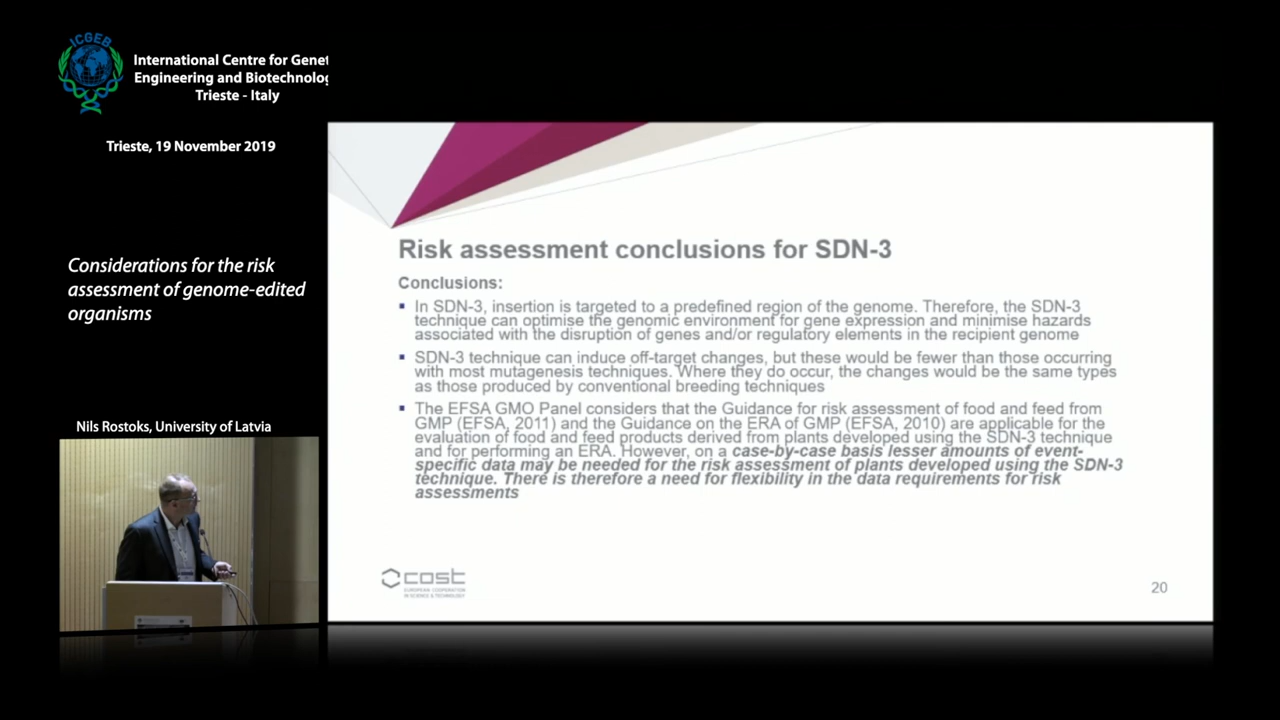 ICGEB
International Centre for Genet
Engineering and Biotechnolog
Trieste - Italy
Trieste, 19 November 2019
Considerations for the risk
assessment of genome-edited
organisms
Nils Rostoks, University of Latvia
Risk assessment conclusions for SDN-3
Conclusions:
In SDN-3, insertion is targeted to a predefined region of the genome. Therefore, the SDN-3
technique can optimise the genomic environment for gene expression and minimise hazards
associated with the disruption of genes and/or regulatory elements in the recipient genome
SDN-3 technique can induce off-target changes, but these would be fewer than those occurring
with most mutagenesis techniques. Where they do occur, the changes would be the same types
as those produced by conventional breeding techniques
The EFSA GMO Panel considers that the Guidance for risk assessment of food and feed from
GMP (EFSA, 2011) and the Guidance on the ERA of GMP (EFSA, 2010) are applicable for the
evaluation of food and feed products derived from plants developed using the SDN-3 technique
and for performing an ERA. However, on a case-by-case basis lesser amounts of event-
specific data may be needed for the risk assessment of plants developed using the SDN-3
technique. There is therefore a need for flexibility in the data requirements for risk
assessments
cost
EUROPEAN COOPERATION
IN SCIENCE & TECHNOLOGY
20